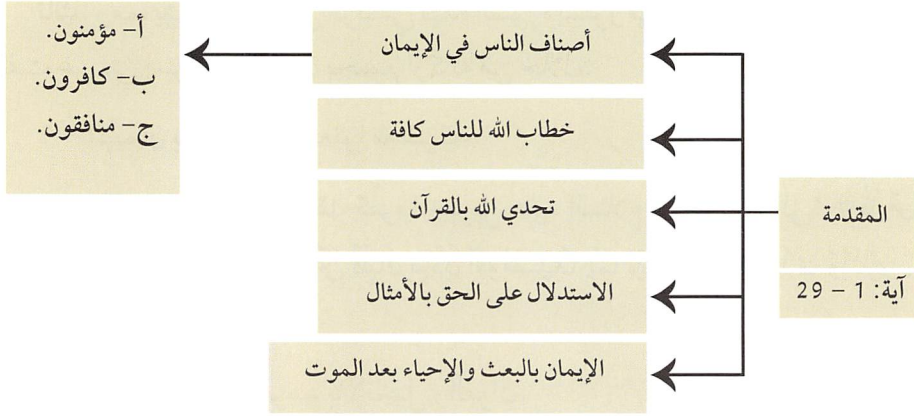 المقدمة
آية: 1 – 29
أصناف الناس في الإيمان
أ– مؤمنون.
ب– كافرون.
ج– منافقون.
خطاب الله للناس كافة
تحدي الله بالقرآن
الاستدلال على الحق بالأمثال
الإيمان بالبعث والإحياء بعد الموت